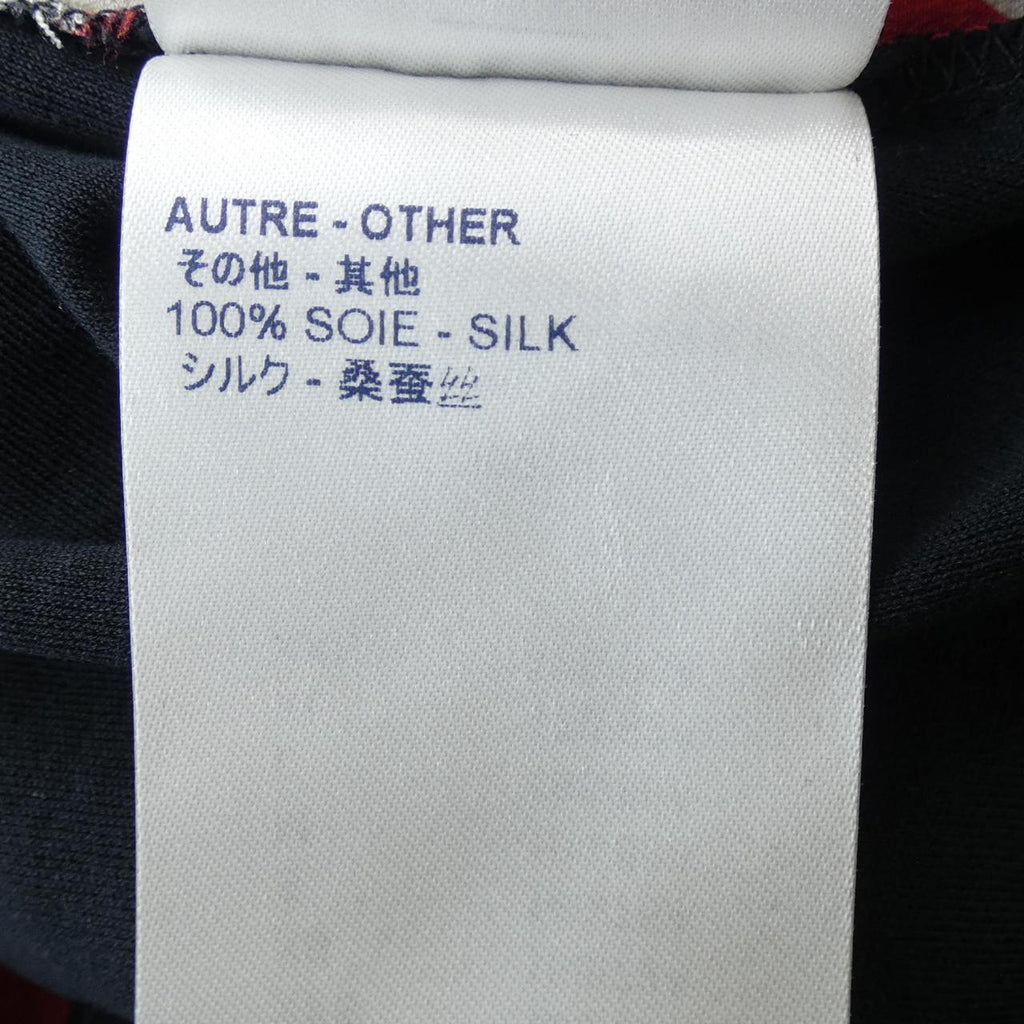 AUTRE - OTHER
その他 - 其他
100% SOIE - SILK
シルク - 桑蚕丝